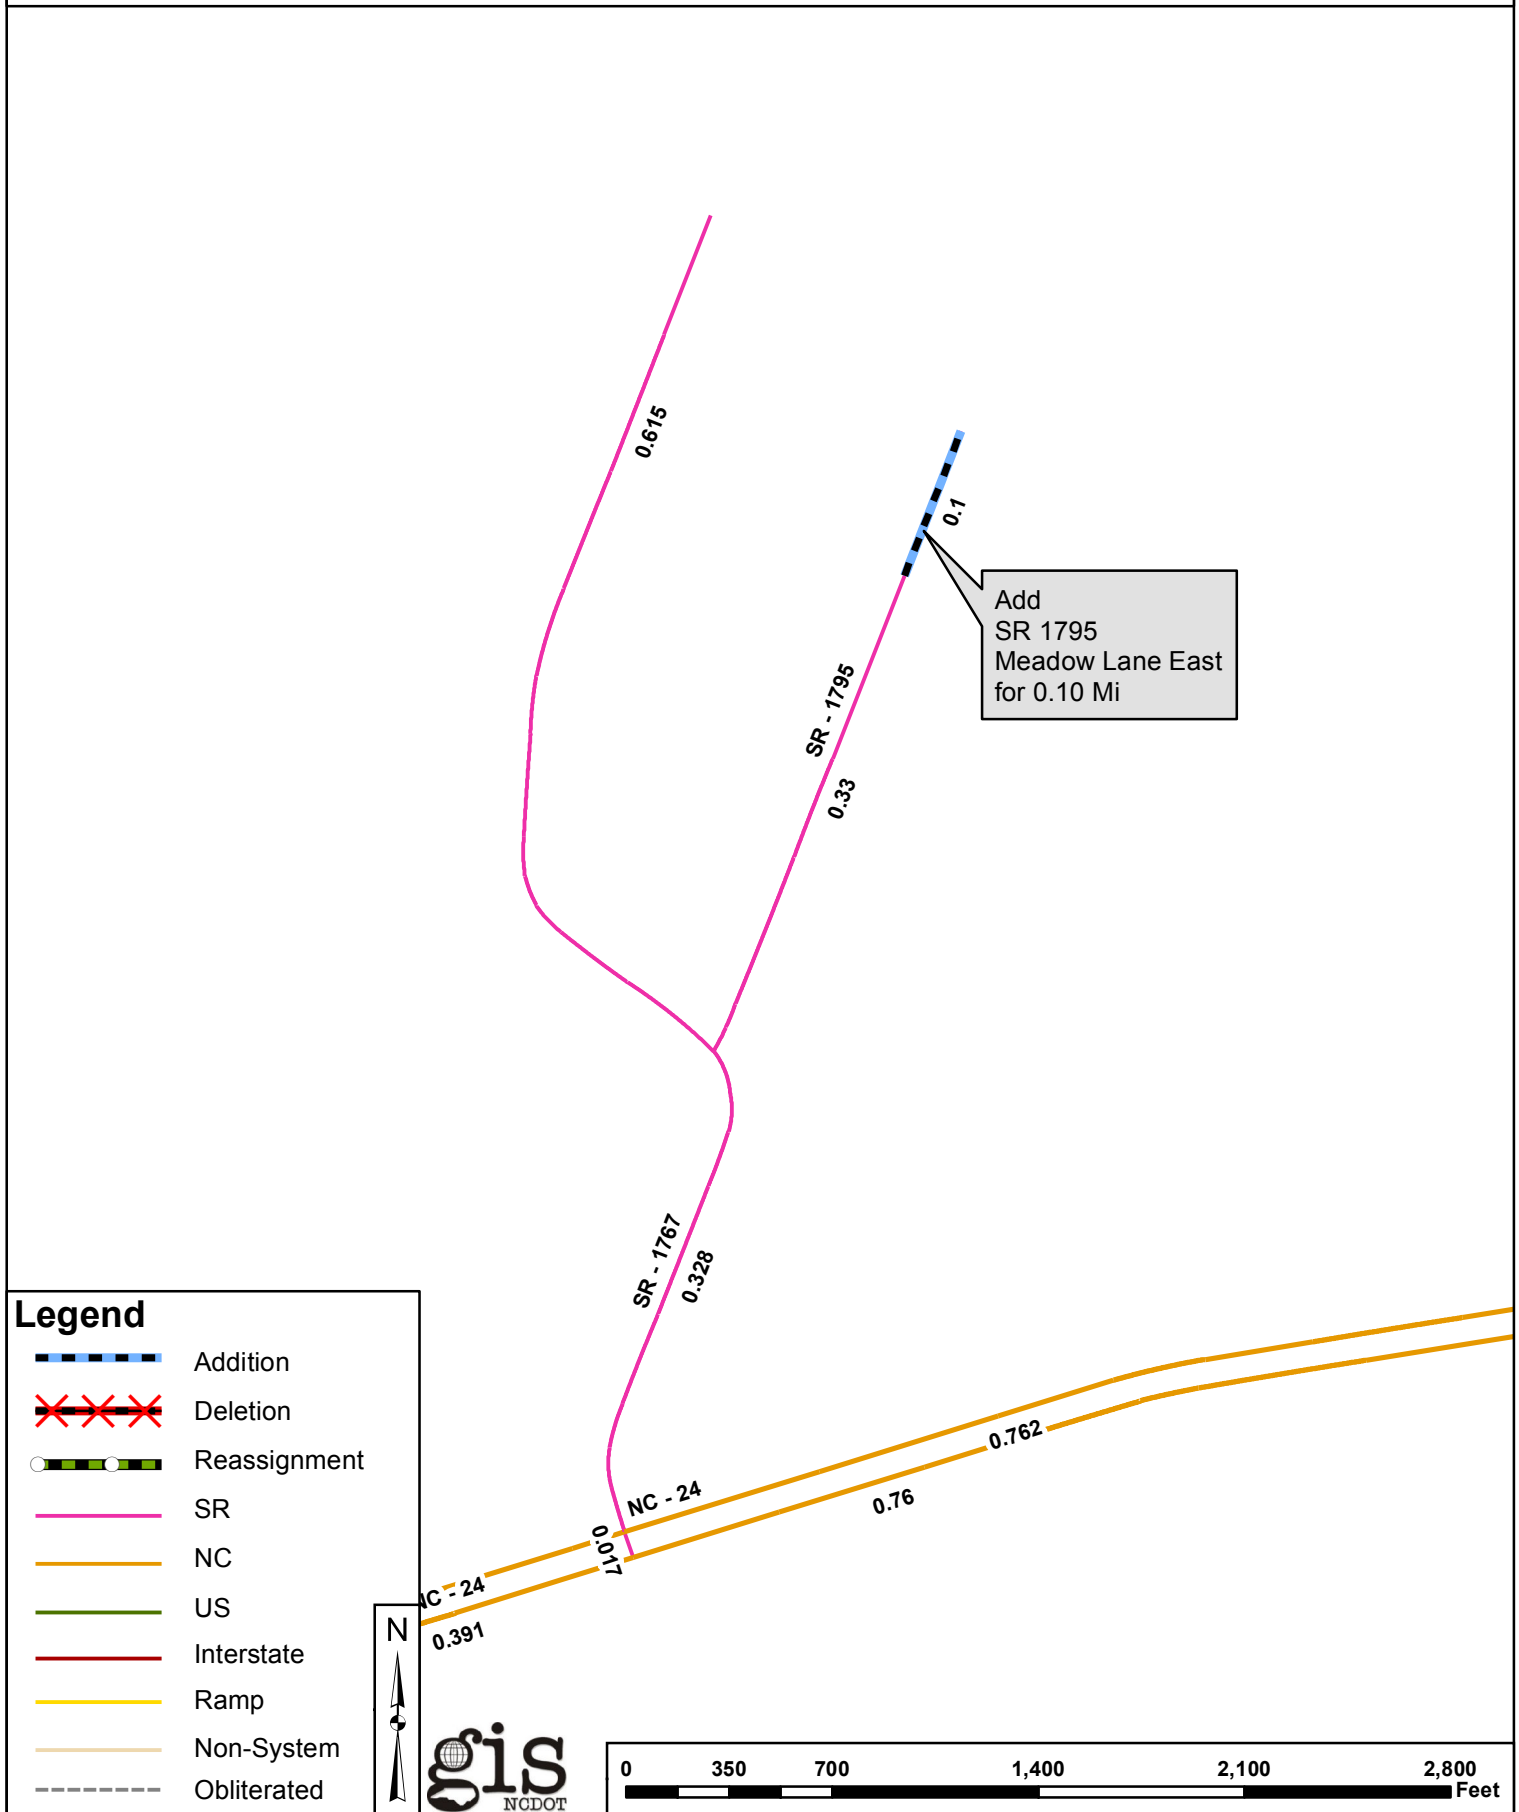 0.615
0.1
Add
SR 1795
Meadow Lane East
for 0.10 Mi
SR - 1795
0.33
SR - 1767
0.328
NC - 24
0.762
0.76
0.017
NC - 24
0.391
Legend
Addition
Deletion
Reassignment
SR
NC
US
Interstate
Ramp
Non-System
Obliterated
N
gis
NCDOT
0 350 700 1,400 2,100 2,800
Feet